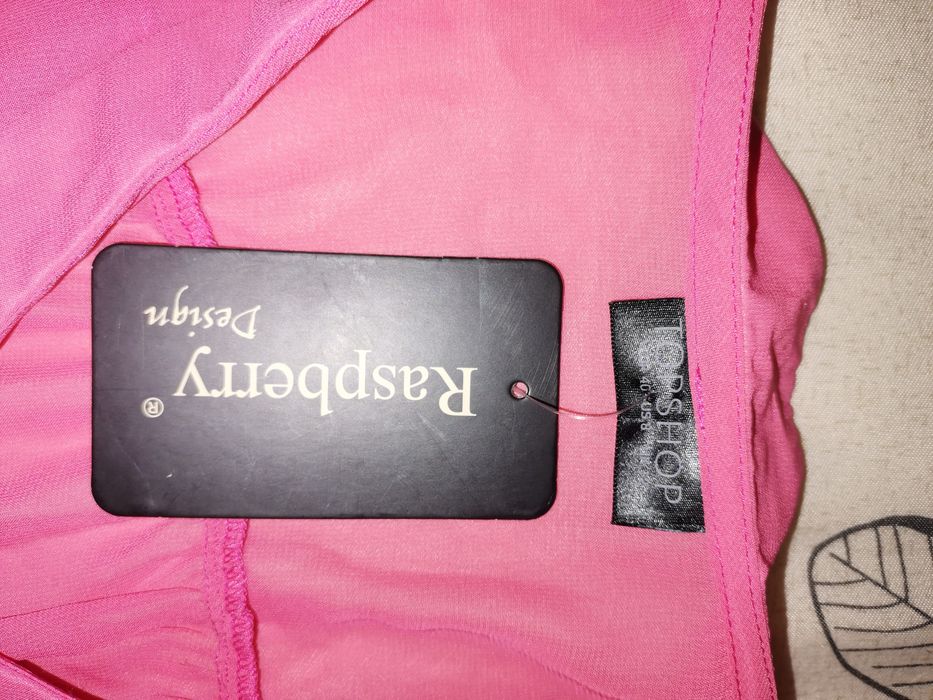 Raspberry
Design
®
TOPSHOP